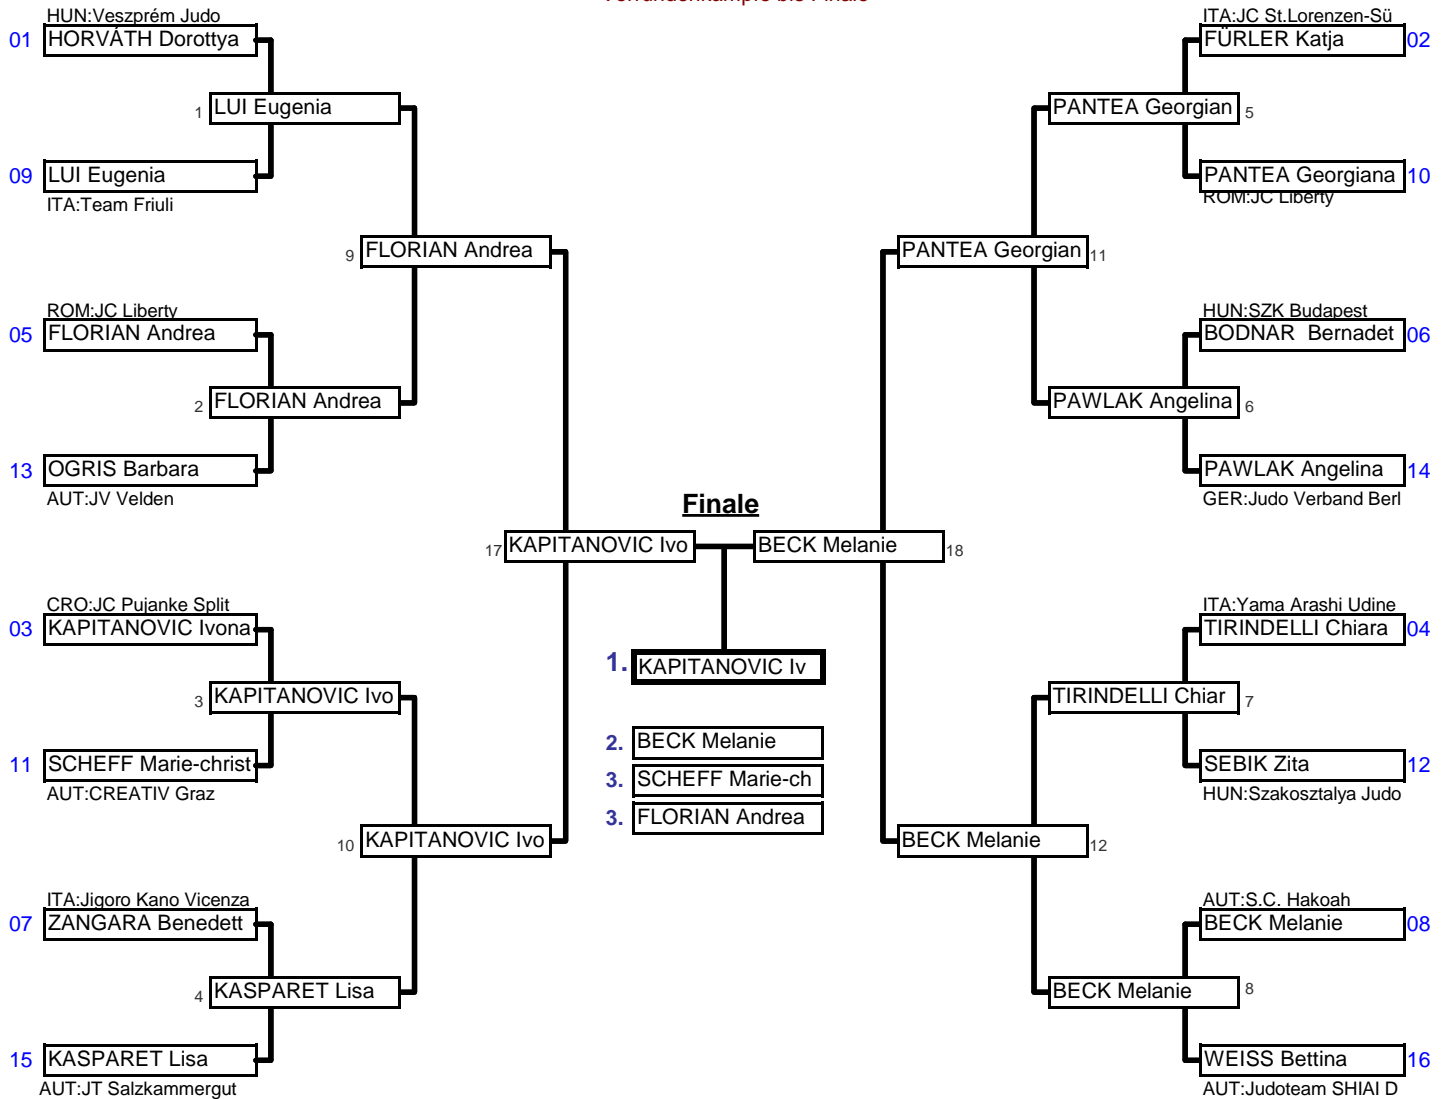 HUN:Veszprém Judo
01 HORVÁTH Dorottya
1 LUI Eugenia
09 LUI Eugenia
ITA:Team Friuli
9 FLORIAN Andrea
ROM:JC Liberty
05 FLORIAN Andrea
2 FLORIAN Andrea
13 OGRIS Barbara
AUT:JV Velden
17 KAPITANOVIC Ivo
CRO:JC Pujanke Split
03 KAPITANOVIC Ivona
3 KAPITANOVIC Ivo
11 SCHEFF Marie-christ
AUT:CREATIV Graz
10 KAPITANOVIC Ivo
ITA:Jigoro Kano Vicenza
07 ZANGARA Benedett
4 KASPARET Lisa
15 KASPARET Lisa
AUT:JT Salzkammergut
Finale
1. KAPITANOVIC Iv
2. BECK Melanie
3. SCHEFF Marie-ch
3. FLORIAN Andrea
ITA:JC St.Lorenzen-Sü
FÜRLER Katja 02
PANTEA Georgian 5
PANTEA Georgiana 10
ROM:JC Liberty
PANTEA Georgian 11
HUN:SZK Budapest
BODNAR Bernadet 06
PAWLAK Angelina 6
PAWLAK Angelina 14
GER:Judo Verband Berl
BECK Melanie 18
ITA:Yama Arashi Udine
TIRINDELLI Chiara 04
TIRINDELLI Chiar 7
SEBIK Zita 12
HUN:Szakosztalya Judo
BECK Melanie 12
AUT:S.C. Hakoah
BECK Melanie 08
BECK Melanie 8
WEISS Bettina 16
AUT:Judoteam SHIAI D